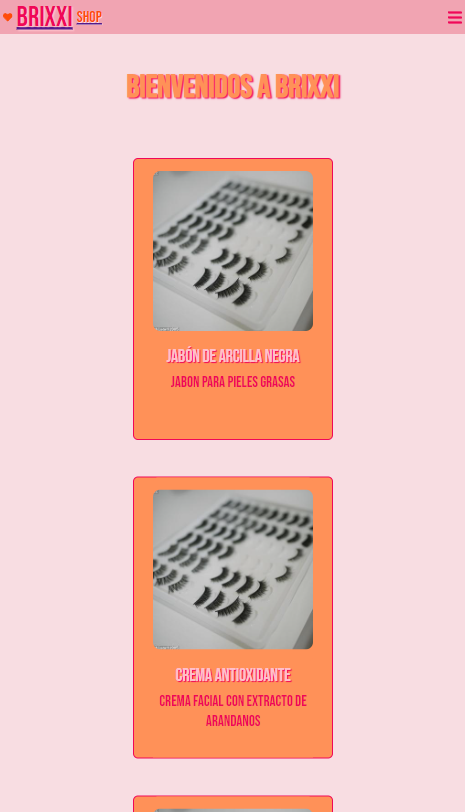 BRIXXI SHOP
BIENVENIDOS A BRIXXI
JABÓN DE ARCILLA NEGRA
JABON PARA PIELES GRASAS
CREMA ANTIOXIDANTE
CREMA FACIAL CON EXTRACTO DE
ARANDANOS